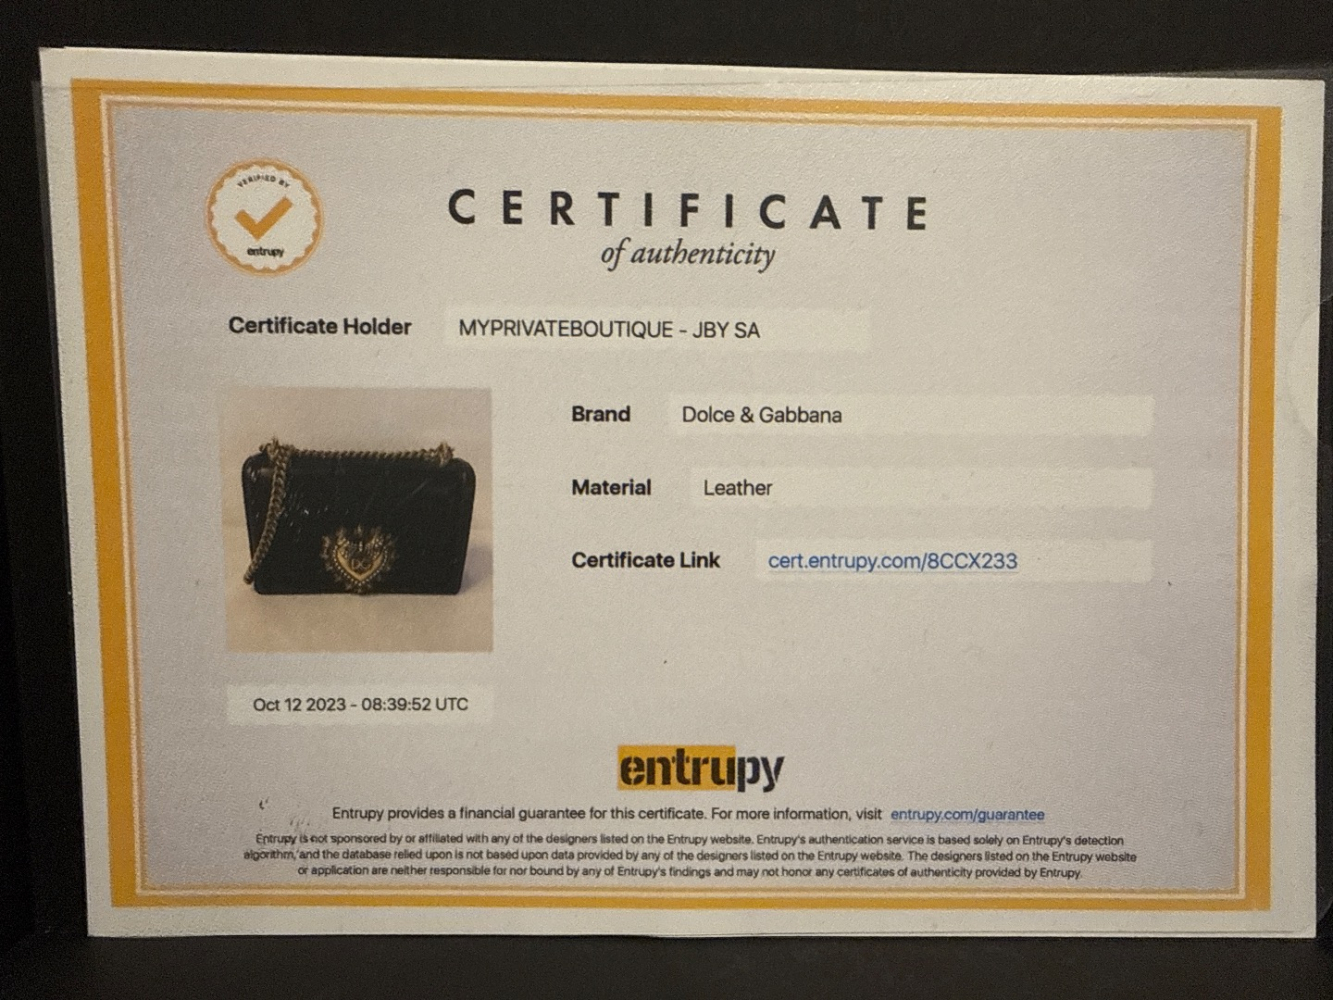 VERIFIED BY
entrupy
CERTIFICATE
of authenticity
Certificate Holder MYPRIVATEBOUTIQUE - JBY SA
Brand Dolce & Gabbana
Material Leather
Certificate Link cert.entrupy.com/8CCX233
DG
Oct 12 2023 - 08:39:52 UTC
entrupy
Entrupy provides a financial guarantee for this certificate. For more information, visit entrupy.com/guarantee
Entrupy is not sponsored by or affiliated with any of the designers listed on the Entrupy website. Entrupy's authentication service is based solely on Entrupy's detection
algorithm, and the database relied upon is not based upon data provided by any of the designers listed on the Entrupy website. The designers listed on the Entrupy website
or application are neither responsible for nor bound by any of Entrupy's findings and may not honor any certificates of authenticity provided by Entrupy.